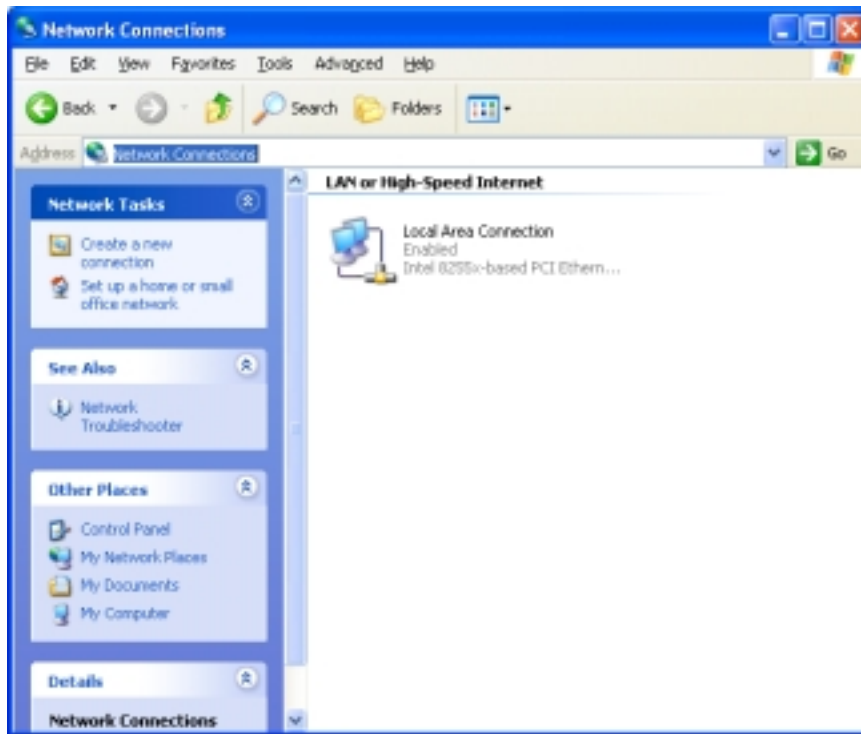 Network Connections
File Edit View Favorites Tools Advanced Help
Back Search Folders
Address Network Connections Go
Network Tasks
Create a new
connection
Set up a home or small
office network
See Also
Network
Troubleshooter
Other Places
Control Panel
My Network Places
My Documents
My Computer
Details
Network Connections
LAN or High-Speed Internet
Local Area Connection
Enabled
Intel 8255x-based PCI Ethern...